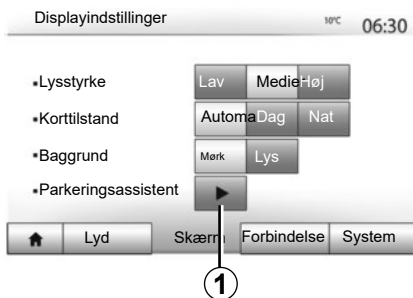 Displayindstillinger 10°C 06:30
▪Lysstyrke Lav Medie Høj
▪Korttilstand Automa Dag Nat
▪Baggrund Mørk Lys
▪Parkeringsassistent
Lyd Skærm Forbindelse System
1